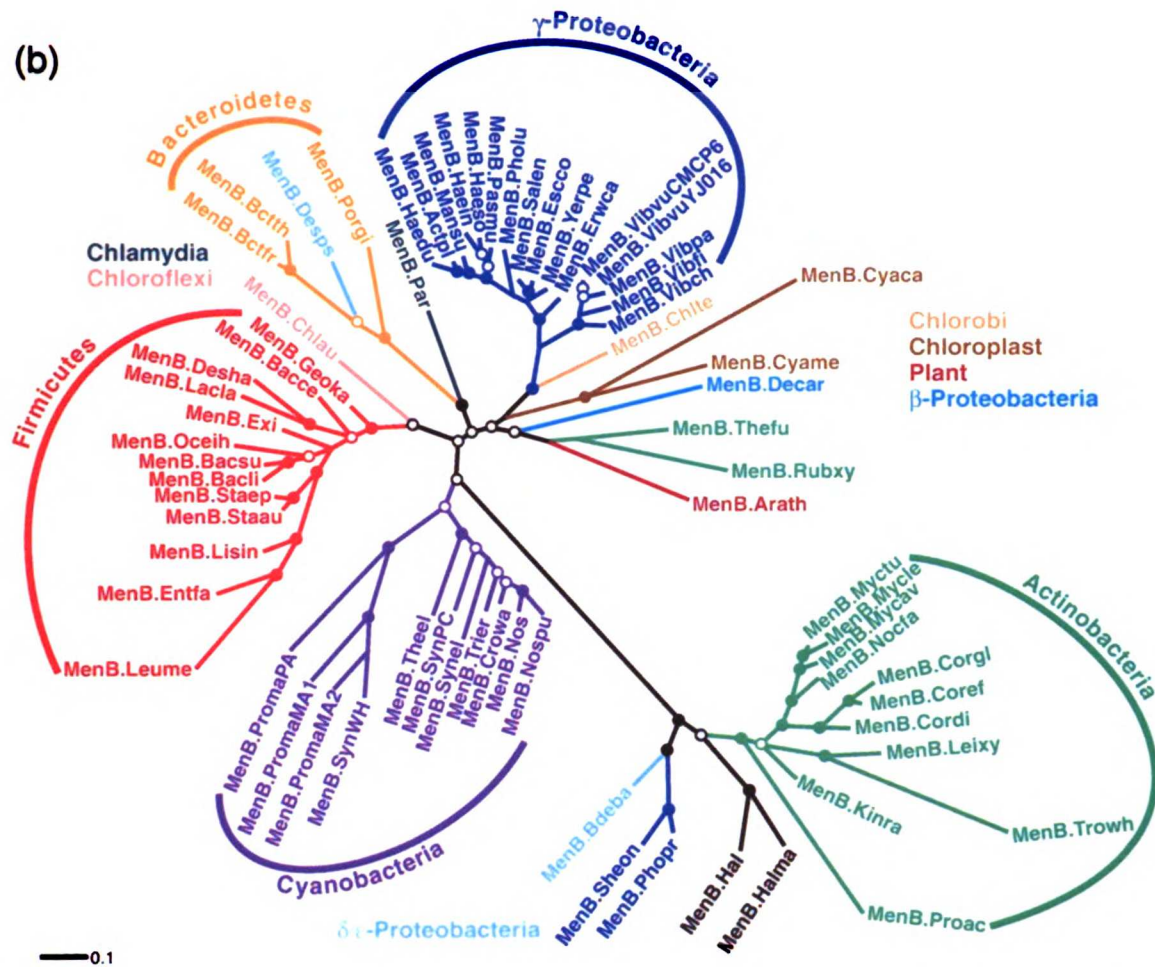 (b)
γ-Proteobacteria
Bacteroidetes
MenB.Bctfr
MenB.Bctth
MenB.Desps
MenB.Porgi
MenB.Par
MenB.Haedu
MenB.Actpl
MenB.Mansu
MenB.Haein
MenB.Haeso
MenB.Pasmu
MenB.Pholu
MenB.Salen
MenB.Escco
MenB.Yerpe
MenB.Erwca
MenB.VibvuCMCP6
MenB.VibvuYJ016
MenB.Vibpa
MenB.Vibfi
MenB.Vibch
MenB.Chlte
MenB.Cyaca
Chlamydia
Chloroflexi
MenB.Chlau
Chlorobi
Chloroplast
Plant
β-Proteobacteria
MenB.Cyame
MenB.Decar
MenB.Thefu
MenB.Rubxy
MenB.Arath
Firmicutes
MenB.Geoka
MenB.Bacce
MenB.Desha
MenB.Lacla
MenB.Exi
MenB.Oceih
MenB.Bacsu
MenB.Bacli
MenB.Staep
MenB.Staau
MenB.Lisin
MenB.Entfa
MenB.Leume
MenB.PromaPA
MenB.PromaMA1
MenB.PromaMA2
MenB.SynWH
MenB.Theel
MenB.SynPC
MenB.Synel
MenB.Trier
MenB.Crowa
MenB.Nos
MenB.Nospu
Cyanobacteria
Actinobacteria
MenB.Myctu
MenB.Mycle
MenB.Mycav
MenB.Nocfa
MenB.Corgl
MenB.Coref
MenB.Cordi
MenB.Leixy
MenB.Kinra
MenB.Trowh
MenB.Proac
MenB.Bdeba
MenB.Sheon
MenB.Phopr
MenB.Hal
MenB.Halma
δε-Proteobacteria
0.1